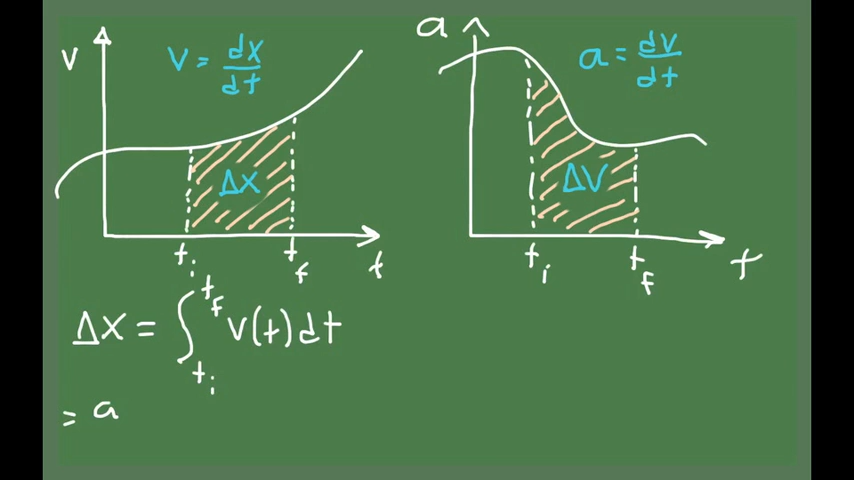 v
v = dx/dt
Δx
t_i
t_f
t
a
a = dv/dt
Δv
t_i
t_f
t
Δx = ∫_{t_i}^{t_f} v(t)dt
= a